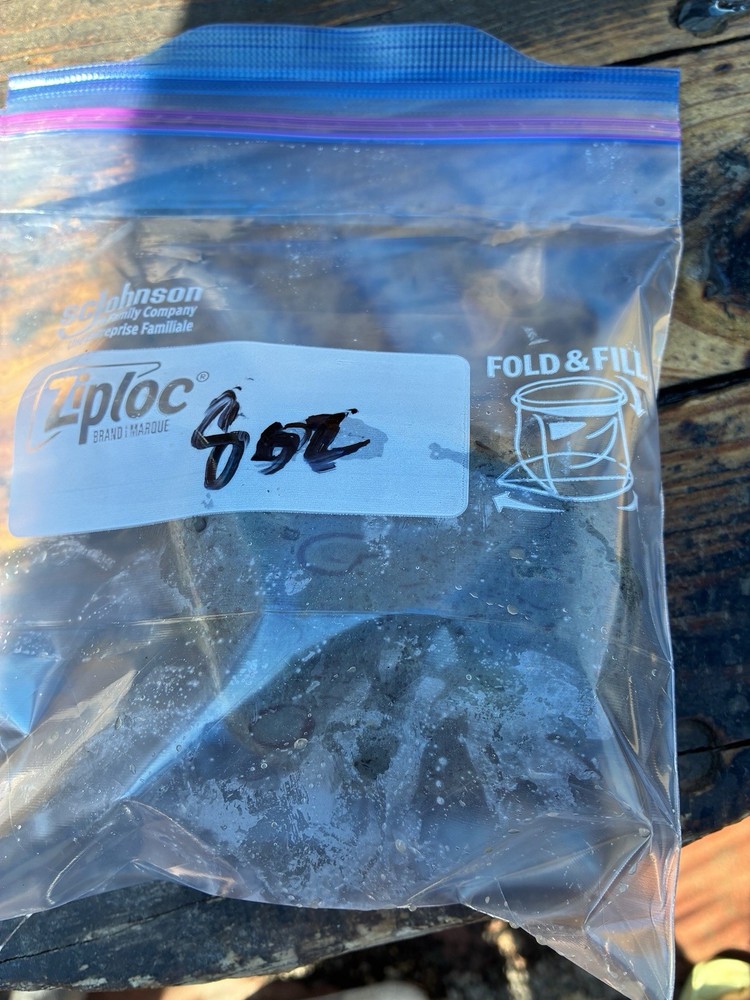 SC Johnson
A Family Company
Entreprise Familiale
Ziploc®
BRAND | MARQUE
8oz
FOLD & FILL